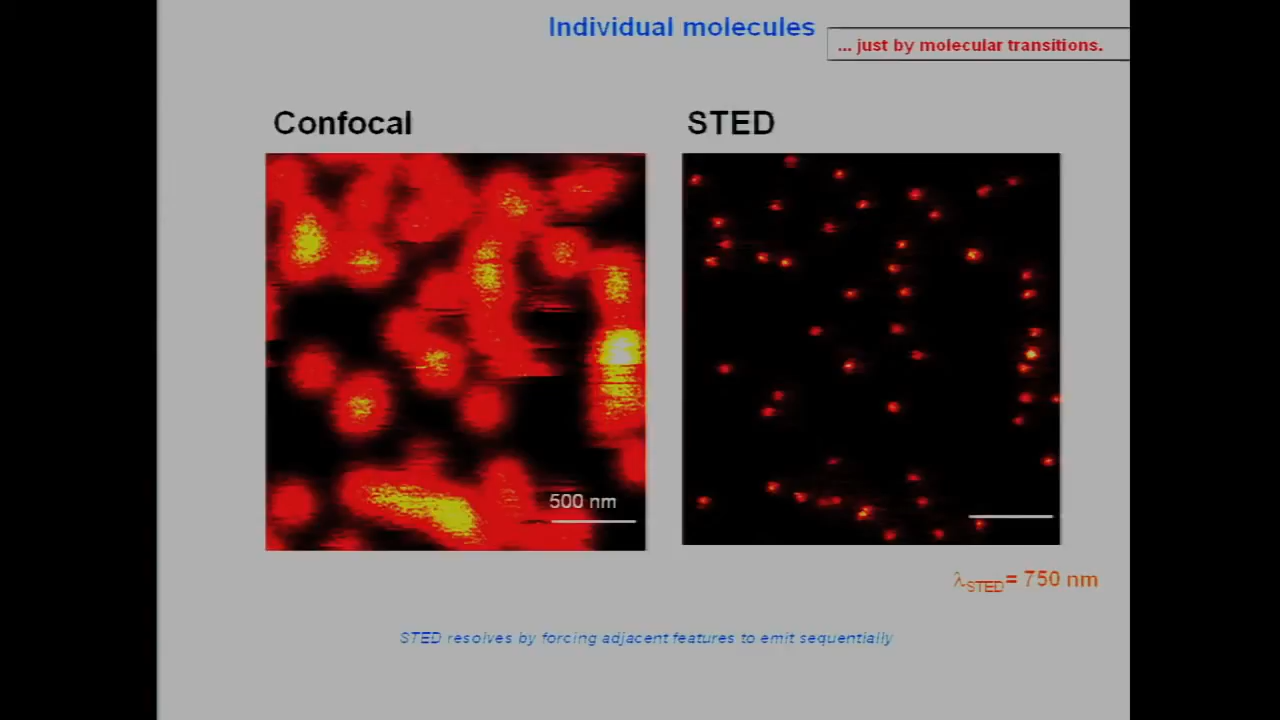 Individual molecules
... just by molecular transitions.
Confocal
STED
500 nm
λSTED= 750 nm
STED resolves by forcing adjacent features to emit sequentially